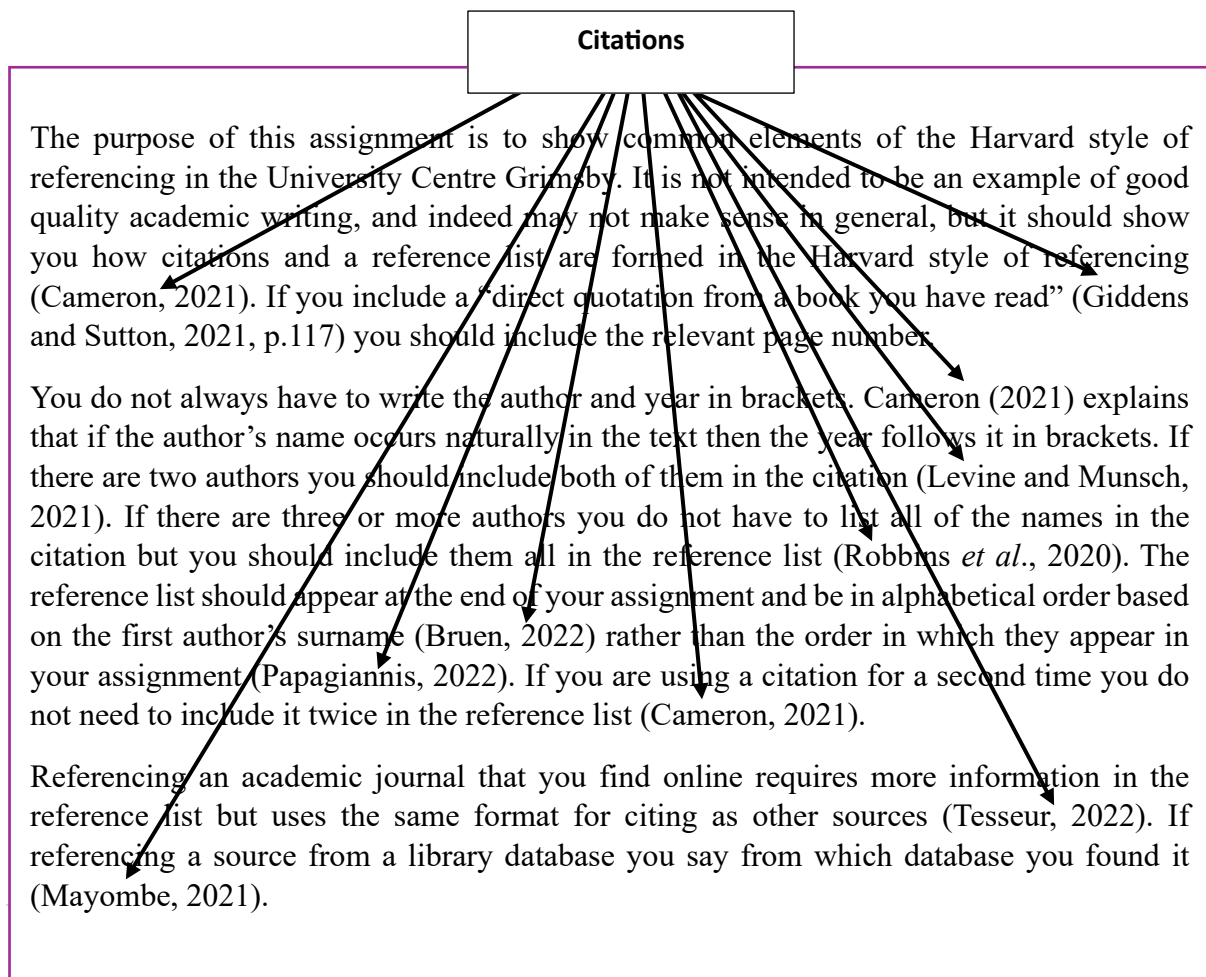 Citations
The purpose of this assignment is to show common elements of the Harvard style of
referencing in the University Centre Grimsby. It is not intended to be an example of good
quality academic writing, and indeed may not make sense in general, but it should show
you how citations and a reference list are formed in the Harvard style of referencing
(Cameron, 2021). If you include a “direct quotation from a book you have read” (Giddens
and Sutton, 2021, p.117) you should include the relevant page number.
You do not always have to write the author and year in brackets. Cameron (2021) explains
that if the author’s name occurs naturally in the text then the year follows it in brackets. If
there are two authors you should include both of them in the citation (Levine and Munsch,
2021). If there are three or more authors you do not have to list all of the names in the
citation but you should include them all in the reference list (Robbins et al., 2020). The
reference list should appear at the end of your assignment and be in alphabetical order based
on the first author’s surname (Bruen, 2022) rather than the order in which they appear in
your assignment (Papagiannis, 2022). If you are using a citation for a second time you do
not need to include it twice in the reference list (Cameron, 2021).
Referencing an academic journal that you find online requires more information in the
reference list but uses the same format for citing as other sources (Tesseur, 2022). If
referencing a source from a library database you say from which database you found it
(Mayombe, 2021).